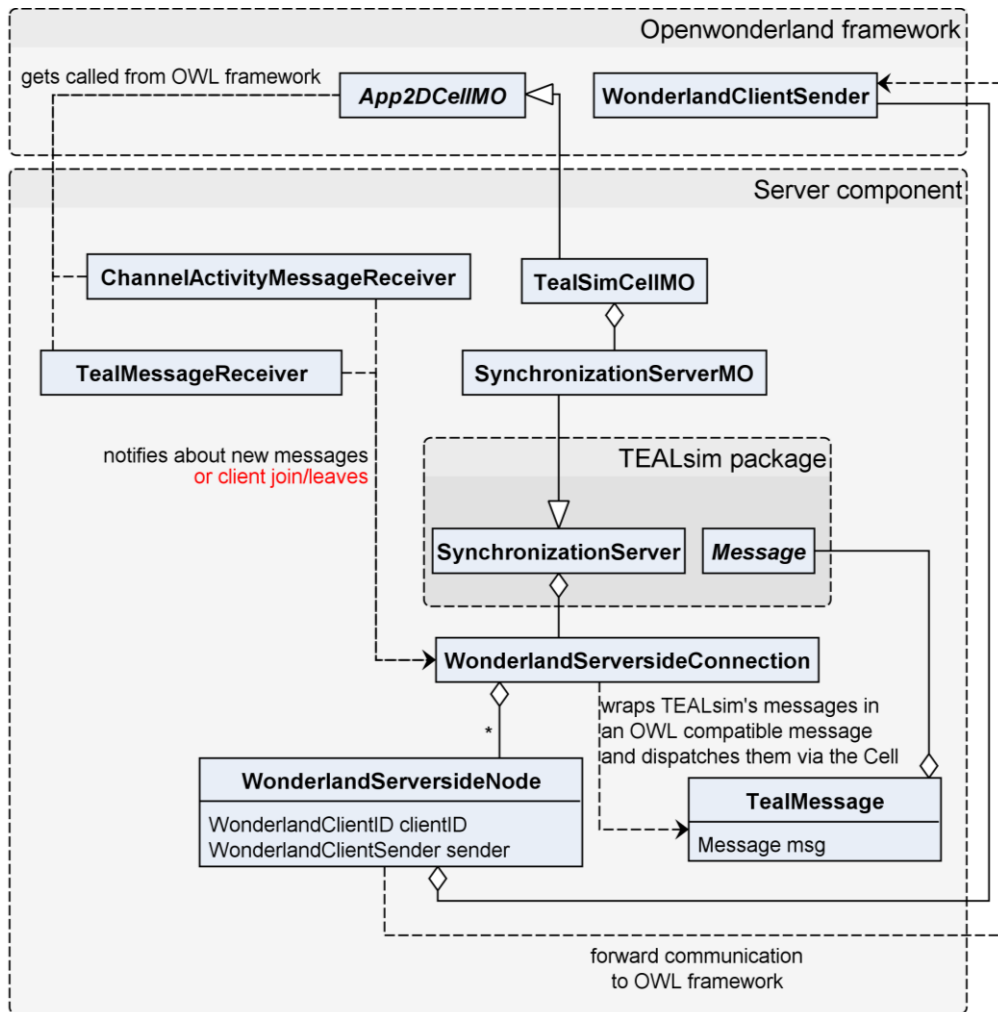 Openwonderland framework
gets called from OWL framework
App2DCellMO
WonderlandClientSender
Server component
ChannelActivityMessageReceiver
TealSimCellMO
TealMessageReceiver
SynchronizationServerMO
notifies about new messages
or client join/leaves
TEALsim package
SynchronizationServer
Message
WonderlandServersideConnection
wraps TEALsim's messages in
an OWL compatible message
and dispatches them via the Cell
*
WonderlandServersideNode
WonderlandClientID clientID
WonderlandClientSender sender
TealMessage
Message msg
forward communication
to OWL framework